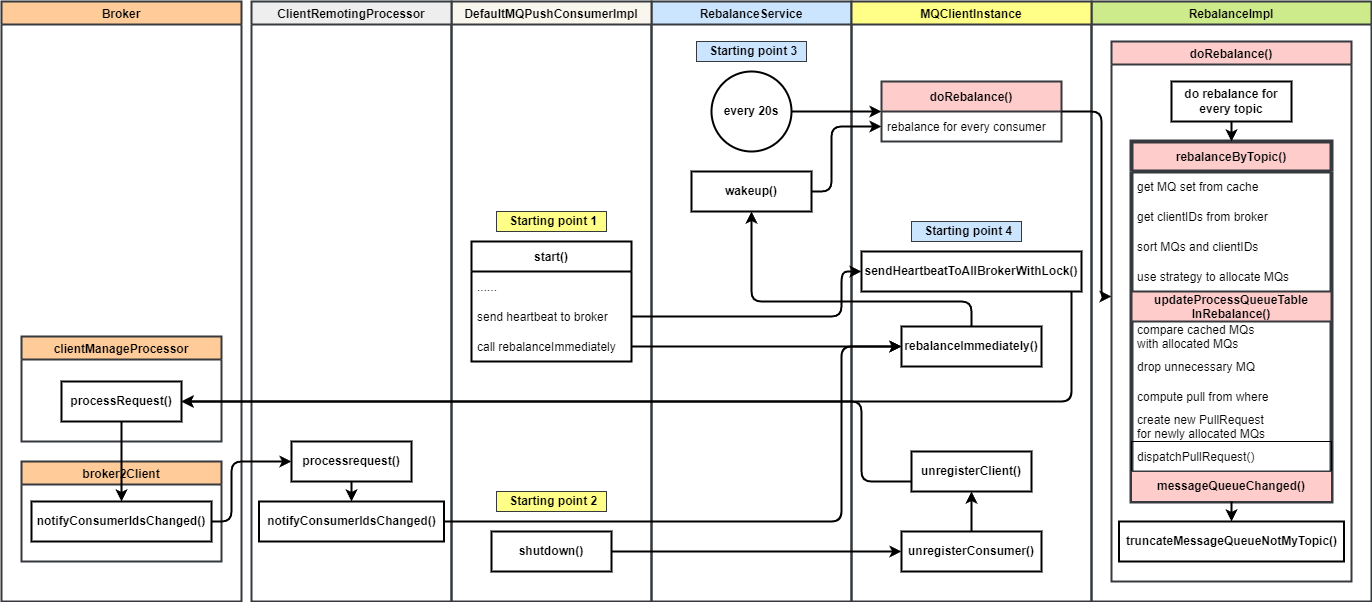 Broker
ClientRemotingProcessor
DefaultMQPushConsumerImpl
RebalanceService
MQClientInstance
RebalanceImpl
clientManageProcessor
processRequest()
broker2Client
notifyConsumerIdsChanged()
processrequest()
notifyConsumerIdsChanged()
Starting point 1
start()
......
send heartbeat to broker
call rebalanceImmediately
Starting point 2
shutdown()
Starting point 3
every 20s
wakeup()
doRebalance()
rebalance for every consumer
Starting point 4
sendHeartbeatToAllBrokerWithLock()
rebalanceImmediately()
unregisterClient()
unregisterConsumer()
doRebalance()
do rebalance for
every topic
rebalanceByTopic()
get MQ set from cache
get clientIDs from broker
sort MQs and clientIDs
use strategy to allocate MQs
updateProcessQueueTable
InRebalance()
compare cached MQs
with allocated MQs
drop unnecessary MQ
compute pull from where
create new PullRequest
for newly allocated MQs
dispatchPullRequest()
messageQueueChanged()
truncateMessageQueueNotMyTopic()